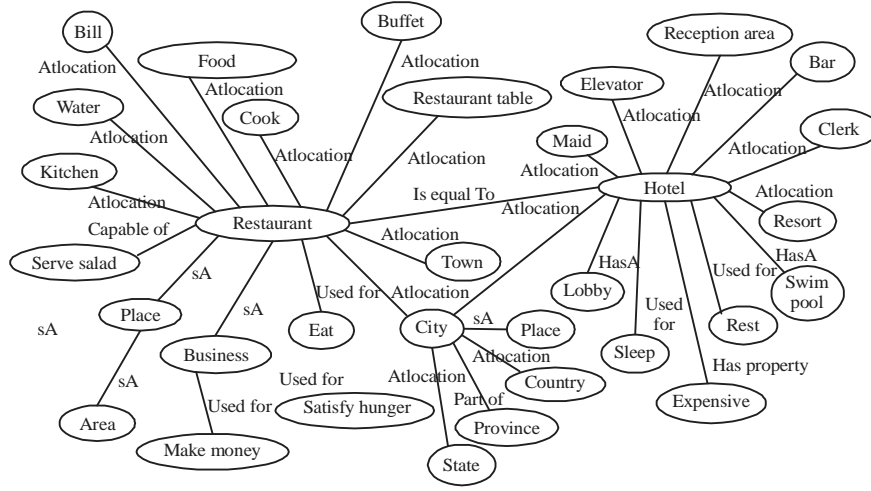 Buffet
Bill
Reception area
Food
Bar
Atlocation
Elevator
Atlocation
Atlocation
Atlocation
Water
Restaurant table
Cook
Atlocation
Clerk
Atlocation
Maid
Atlocation
Atlocation
Atlocation
Kitchen
Atlocation
Hotel
Atlocation
Is equal To
Atlocation
Atlocation
Restaurant
Resort
Capable of
Atlocation
Serve salad
Town
HasA
HasA
sA
Used for
Lobby
Swim
pool
Used for
Atlocation
sA
Place
sA
Eat
City
sA
Place
Used
for
Rest
Business
Sleep
Atlocation
Has property
sA
Used for
Atlocation
Country
Used for
Satisfy hunger
Part of
Expensive
Area
Province
Make money
State